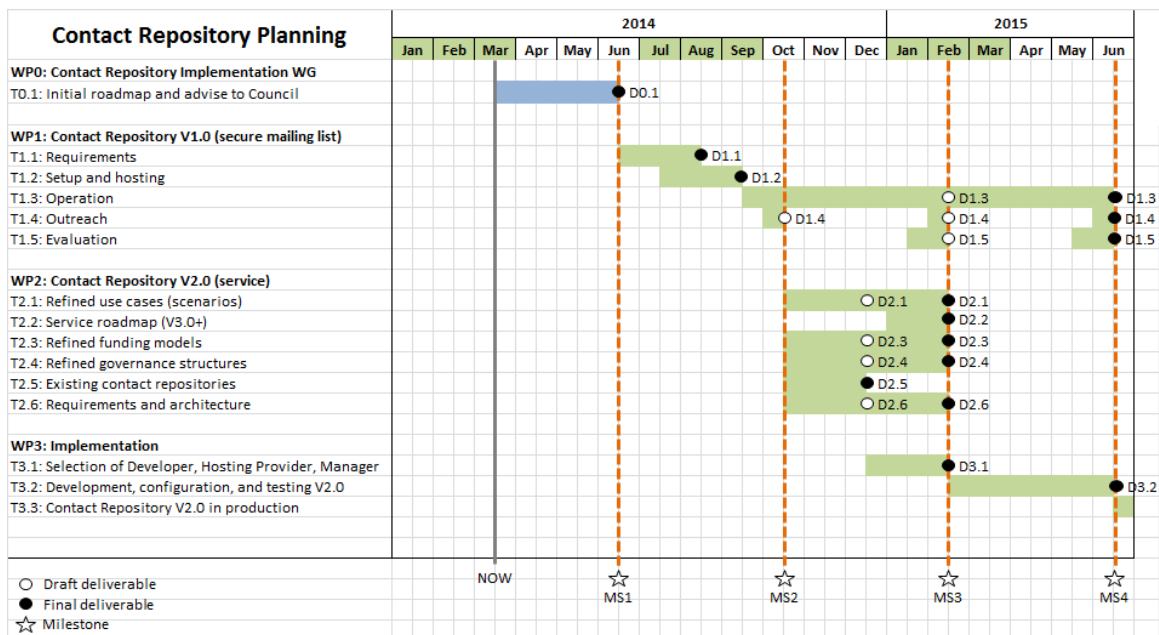 Contact Repository Planning
2014 2015
Jan Feb Mar Apr May Jun Jul Aug Sep Oct Nov Dec Jan Feb Mar Apr May Jun
WP0: Contact Repository Implementation WG
T0.1: Initial roadmap and advise to Council D0.1
WP1: Contact Repository V1.0 (secure mailing list)
T1.1: Requirements D1.1
T1.2: Setup and hosting D1.2
T1.3: Operation D1.3 D1.3
T1.4: Outreach D1.4 D1.4 D1.4
T1.5: Evaluation D1.5 D1.5
WP2: Contact Repository V2.0 (service)
T2.1: Refined use cases (scenarios) D2.1 D2.1
T2.2: Service roadmap (V3.0+) D2.2
T2.3: Refined funding models D2.3 D2.3
T2.4: Refined governance structures D2.4 D2.4
T2.5: Existing contact repositories D2.5
T2.6: Requirements and architecture D2.6 D2.6
WP3: Implementation
T3.1: Selection of Developer, Hosting Provider, Manager D3.1
T3.2: Development, configuration, and testing V2.0 D3.2
T3.3: Contact Repository V2.0 in production
NOW
MS1 MS2 MS3 MS4
Draft deliverable
Final deliverable
Milestone